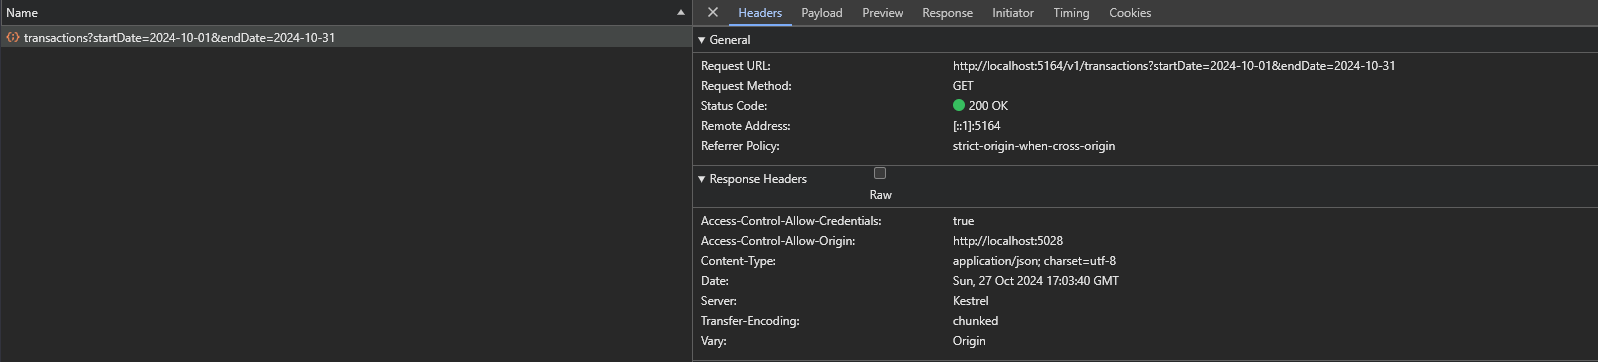 Name
transactions?startDate=2024-10-01&endDate=2024-10-31
Headers Payload Preview Response Initiator Timing Cookies
General
Request URL: http://localhost:5164/v1/transactions?startDate=2024-10-01&endDate=2024-10-31
Request Method: GET
Status Code: 200 OK
Remote Address: [::1]:5164
Referrer Policy: strict-origin-when-cross-origin
Response Headers
Raw
Access-Control-Allow-Credentials: true
Access-Control-Allow-Origin: http://localhost:5028
Content-Type: application/json; charset=utf-8
Date: Sun, 27 Oct 2024 17:03:40 GMT
Server: Kestrel
Transfer-Encoding: chunked
Vary: Origin